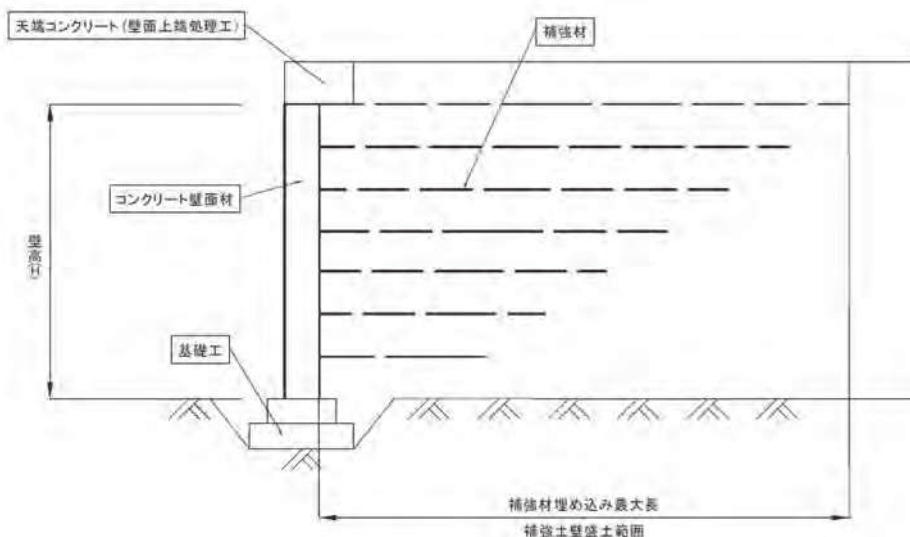 天端コンクリート(壁面上端処理工)
補強材
コンクリート壁面材
壁高(H)
基礎工
補強材埋め込み最大長
補強土壁盛土範囲